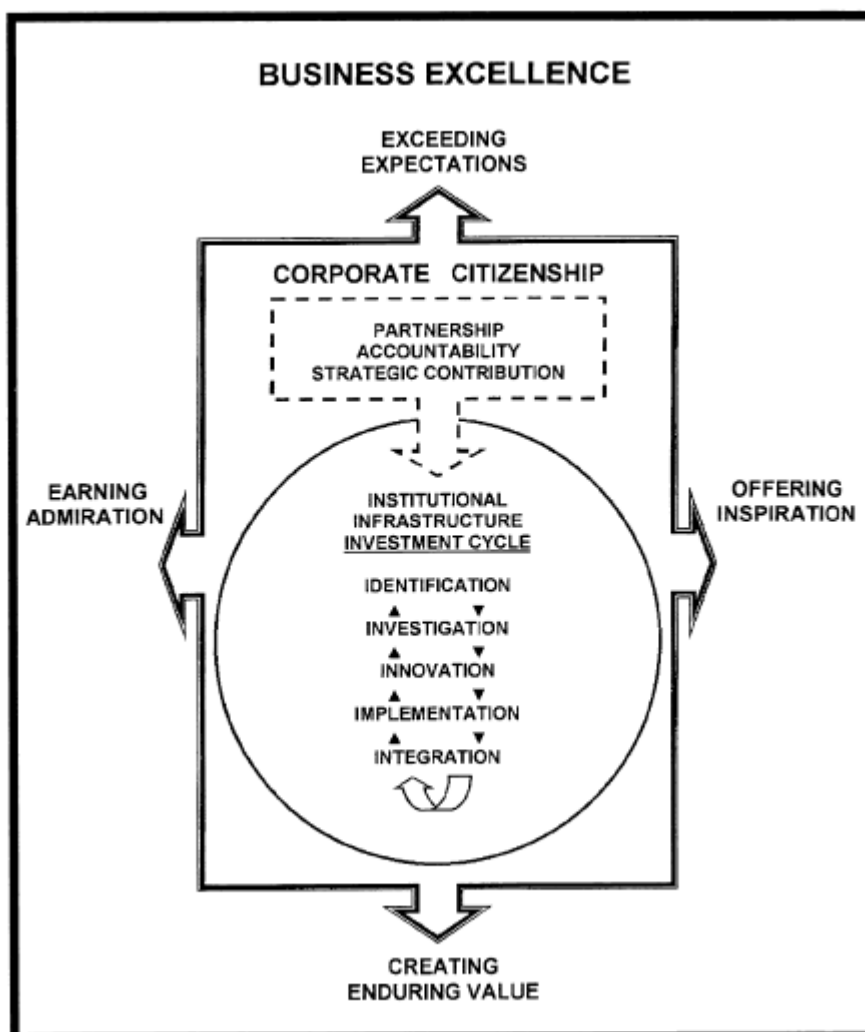 BUSINESS EXCELLENCE
EXCEEDING
EXPECTATIONS
CORPORATE CITIZENSHIP
PARTNERSHIP
ACCOUNTABILITY
STRATEGIC CONTRIBUTION
EARNING
ADMIRATION
OFFERING
INSPIRATION
INSTITUTIONAL
INFRASTRUCTURE
INVESTMENT CYCLE
IDENTIFICATION
INVESTIGATION
INNOVATION
IMPLEMENTATION
INTEGRATION
CREATING
ENDURING VALUE